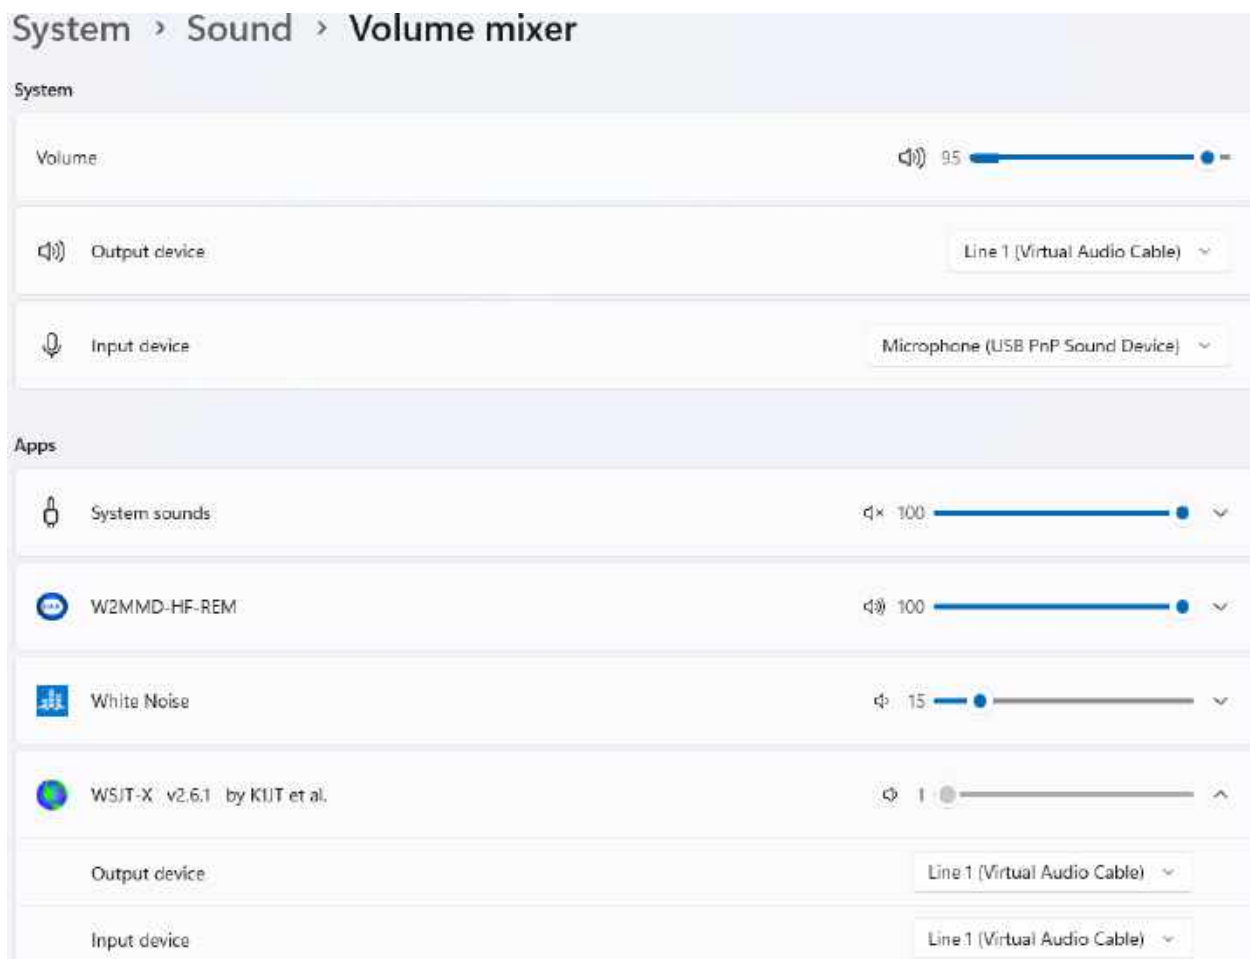 System › Sound › Volume mixer
System
Volume 95
Output device Line 1 (Virtual Audio Cable)
Input device Microphone (USB PnP Sound Device)
Apps
System sounds 100
W2MMD-HF-REM 100
White Noise 15
WSJT-X v2.6.1 by K1JT et al. 1
Output device Line 1 (Virtual Audio Cable)
Input device Line 1 (Virtual Audio Cable)